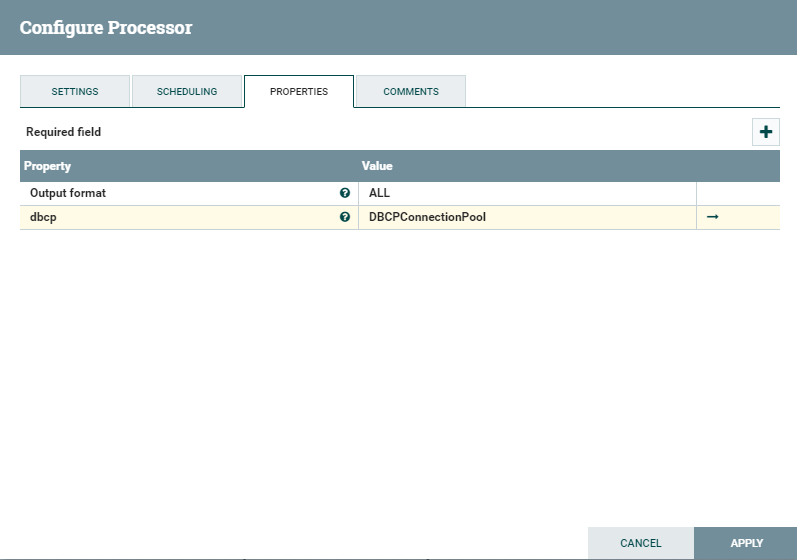 Configure Processor
SETTINGS SCHEDULING PROPERTIES COMMENTS
Required field
Property Value
Output format ALL
dbcp DBCPConnectionPool
CANCEL APPLY